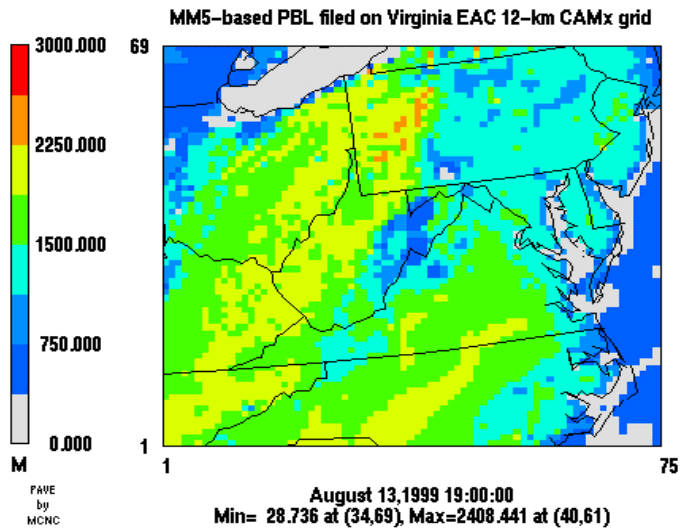 MM5-based PBL filed on Virginia EAC 12-km CAMx grid
3000.000
2250.000
1500.000
750.000
0.000
M
PAVE
by
MCNC
69
1
1
75
August 13,1999 19:00:00
Min= 28.736 at (34,69), Max=2408.441 at (40,61)